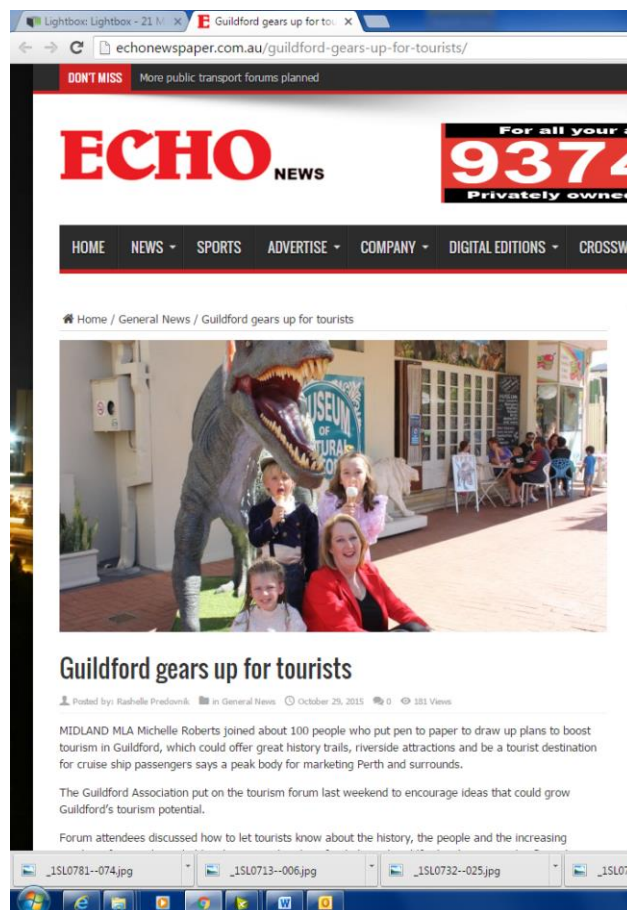 Lightbox: Lightbox - 21 M
Guildford gears up for tou
echonewspaper.com.au/guildford-gears-up-for-tourists/
DON'T MISS More public transport forums planned
ECHO NEWS
For all your a
9374
Privately owned
HOME NEWS SPORTS ADVERTISE COMPANY DIGITAL EDITIONS CROSSW
Home / General News / Guildford gears up for tourists
MUSEUM
OF
NATURAL
Guildford gears up for tourists
Posted by: Rashelle Predovnik in General News October 29, 2015 0 181 Views
MIDLAND MLA Michelle Roberts joined about 100 people who put pen to paper to draw up plans to boost
tourism in Guildford, which could offer great history trails, riverside attractions and be a tourist destination
for cruise ship passengers says a peak body for marketing Perth and surrounds.
The Guildford Association put on the tourism forum last weekend to encourage ideas that could grow
Guildford's tourism potential.
Forum attendees discussed how to let tourists know about the history, the people and the increasing
_1SL0781--074.jpg _1SL0713--006.jpg _1SL0732--025.jpg _1SL07